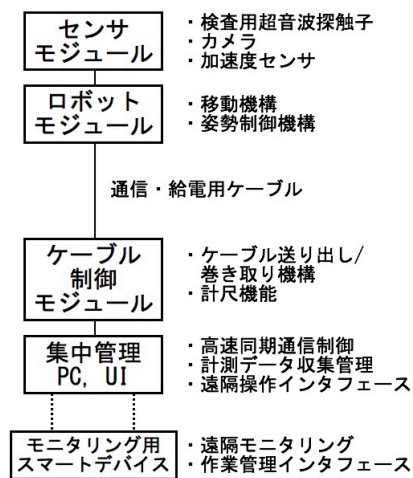 センサ
モジュール
・検査用超音波探触子
・カメラ
・加速度センサ
ロボット
モジュール
・移動機構
・姿勢制御機構
通信・給電用ケーブル
ケーブル
制御
モジュール
・ケーブル送り出し/
巻き取り機構
・計尺機能
集中管理
PC, UI
・高速同期通信制御
・計測データ収集管理
・遠隔操作インタフェース
モニタリング用
スマートデバイス
・遠隔モニタリング
・作業管理インタフェース